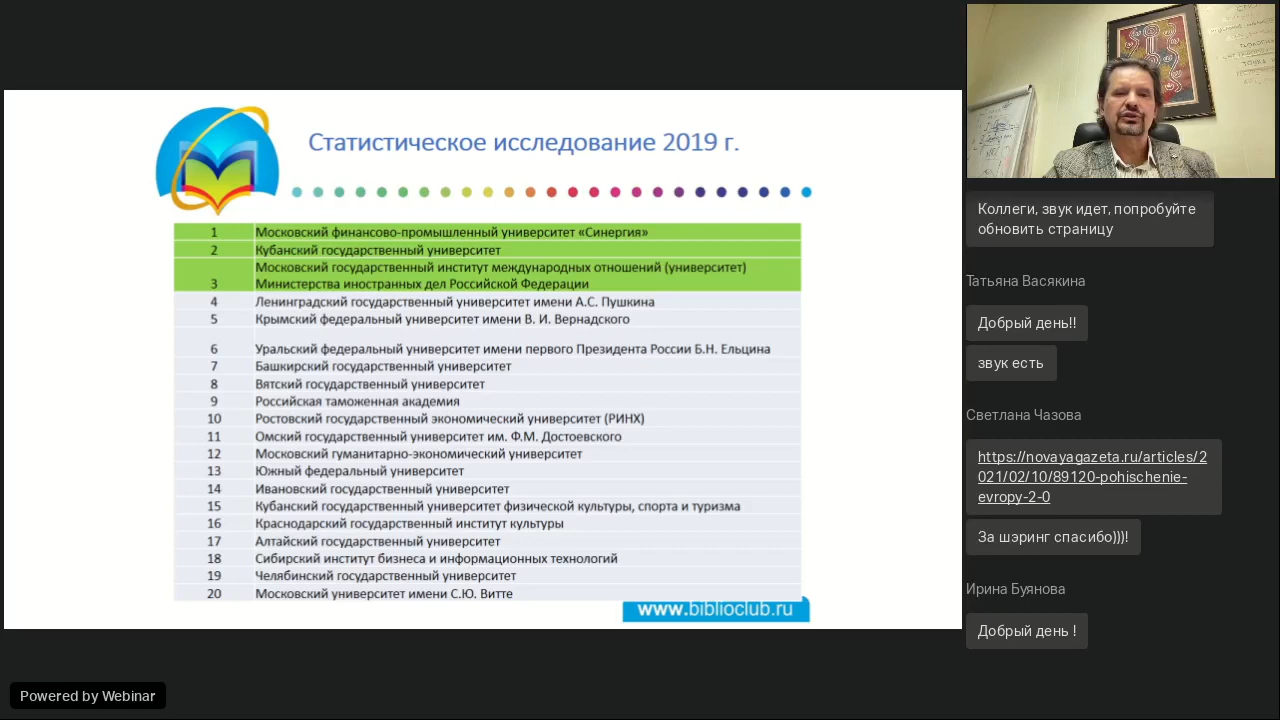 Статистическое исследование 2019 г.
1 Московский финансово-промышленный университет «Синергия»
2 Кубанский государственный университет
Московский государственный институт международных отношений (университет)
3 Министерства иностранных дел Российской Федерации
4 Ленинградский государственный университет имени А.С. Пушкина
5 Крымский федеральный университет имени В. И. Вернадского
6 Уральский федеральный университет имени первого Президента России Б.Н. Ельцина
7 Башкирский государственный университет
8 Вятский государственный университет
9 Российская таможенная академия
10 Ростовский государственный экономический университет (РИНХ)
11 Омский государственный университет им. Ф.М. Достоевского
12 Московский гуманитарно-экономический университет
13 Южный федеральный университет
14 Ивановский государственный университет
15 Кубанский государственный университет физической культуры, спорта и туризма
16 Краснодарский государственный институт культуры
17 Алтайский государственный университет
18 Сибирский институт бизнеса и информационных технологий
19 Челябинский государственный университет
20 Московский университет имени С.Ю. Витте
www.biblioclub.ru
Коллеги, звук идет, попробуйте
обновить страницу
Татьяна Васякина
Добрый день!!
звук есть
Светлана Чазова
https://novayagazeta.ru/articles/2
021/02/10/89120-pohischenie-
evropy-2-0
За шэринг спасибо)))!
Ирина Буянова
Добрый день !
Powered by Webinar